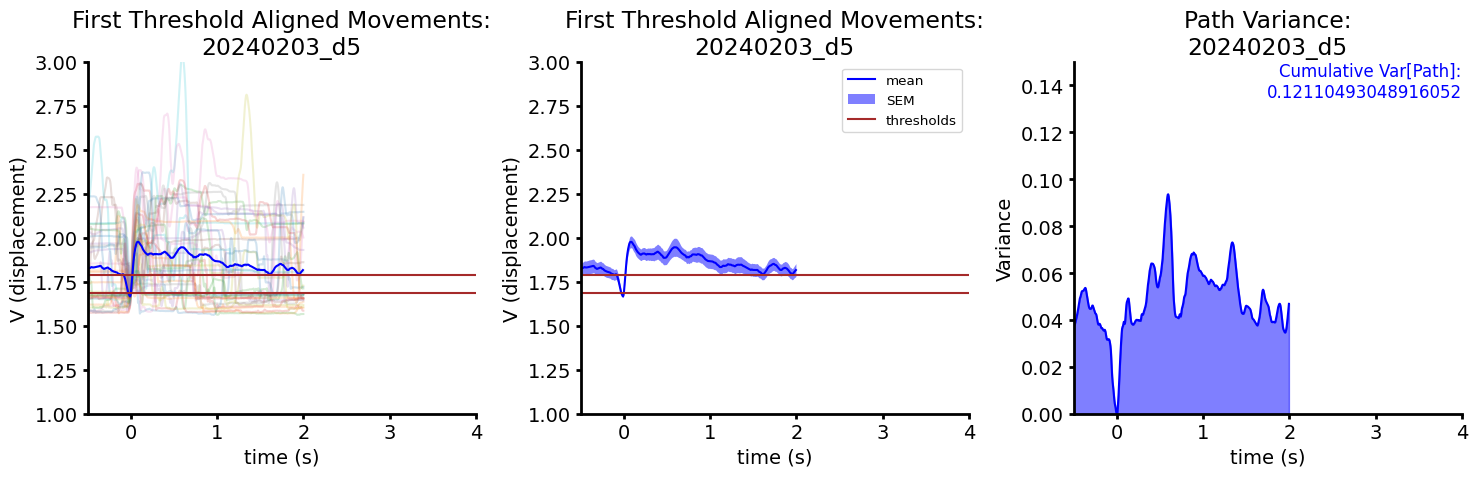 First Threshold Aligned Movements:
20240203_d5
3.00
2.75
2.50
2.25
2.00
1.75
1.50
1.25
1.00
V (displacement)
0
1
2
3
4
time (s)
First Threshold Aligned Movements:
20240203_d5
mean
SEM
thresholds
3.00
2.75
2.50
2.25
2.00
1.75
1.50
1.25
1.00
V (displacement)
0
1
2
3
4
time (s)
Path Variance:
20240203_d5
Cumulative Var[Path]:
0.12110493048916052
0.14
0.12
0.10
0.08
0.06
0.04
0.02
0.00
Variance
0
1
2
3
4
time (s)